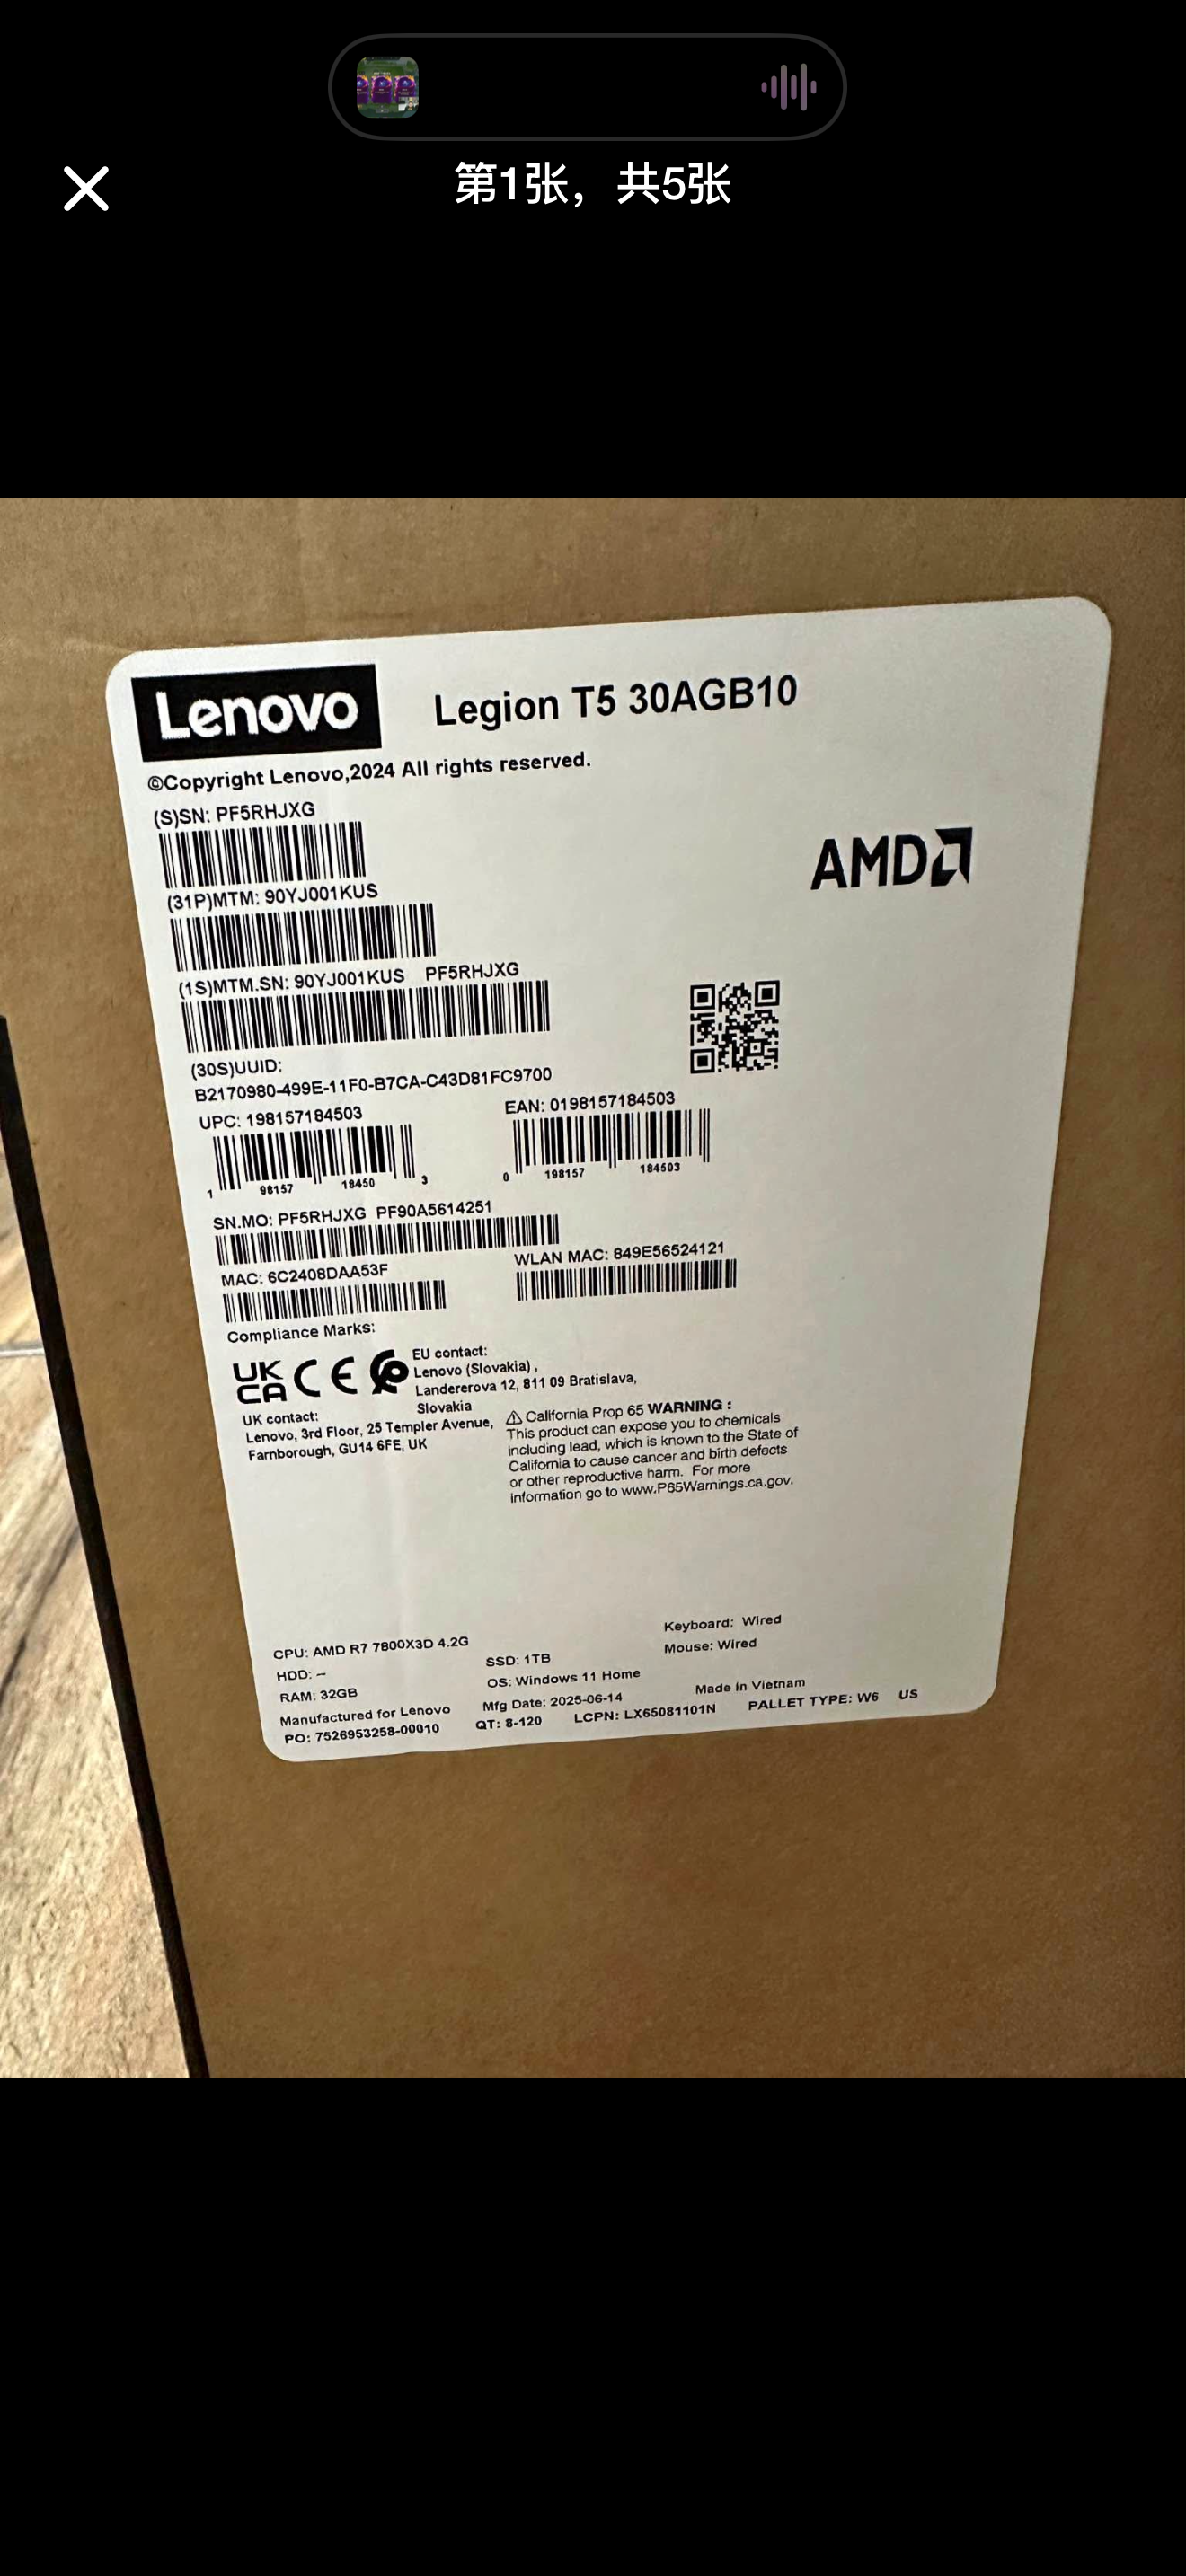 第1张，共5张
Lenovo
Legion T5 30AGB10
©Copyright Lenovo,2024 All rights reserved.
(S)SN: PF5RHJXG
AMD
(31P)MTM: 90YJ001KUS
(1S)MTM.SN: 90YJ001KUS PF5RHJXG
(30S)UUID:
B2170980-499E-11F0-B7CA-C43D81FC9700
UPC: 198157184503
EAN: 0198157184503
1 98157 18450 3
0 198157 184503
SN.MO: PF5RHJXG PF90A5614251
MAC: 6C2408DAA53F
WLAN MAC: 849E56524121
Compliance Marks:
UK
CA
CE
EU contact:
Lenovo (Slovakia) ,
Landererova 12, 811 09 Bratislava,
Slovakia
UK contact:
Lenovo, 3rd Floor, 25 Templer Avenue,
Farnborough, GU14 6FE, UK
⚠ California Prop 65 WARNING :
This product can expose you to chemicals
including lead, which is known to the State of
California to cause cancer and birth defects
or other reproductive harm. For more
information go to www.P65Warnings.ca.gov.
CPU: AMD R7 7800X3D 4.2G
Keyboard: Wired
HDD: --
SSD: 1TB
Mouse: Wired
RAM: 32GB
OS: Windows 11 Home
Manufactured for Lenovo
Mfg Date: 2025-06-14
Made in Vietnam
PO: 7526953258-00010
QT: 8-120
LCPN: LX65081101N
PALLET TYPE: W6
US